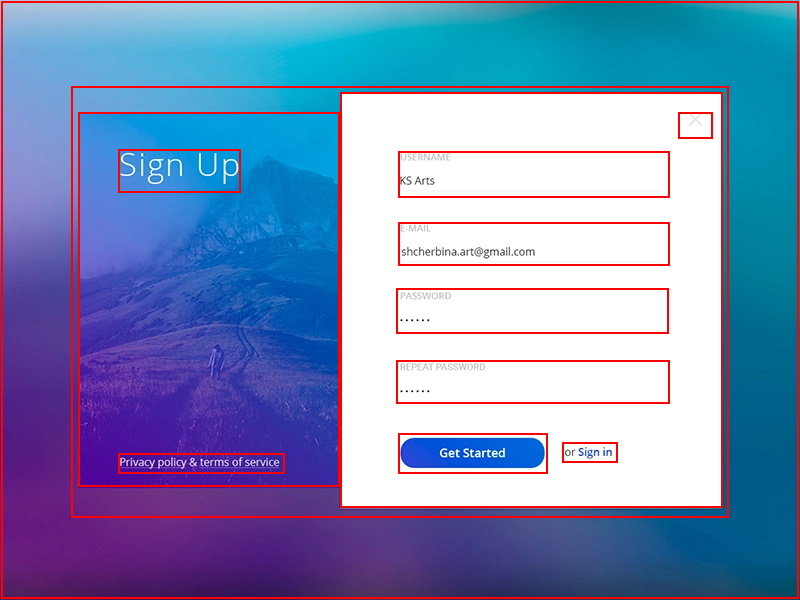 Sign Up
Privacy policy & terms of service
USERNAME
KS Arts
E-MAIL
shcherbina.art@gmail.com
PASSWORD
......
REPEAT PASSWORD
......
Get Started
or Sign in